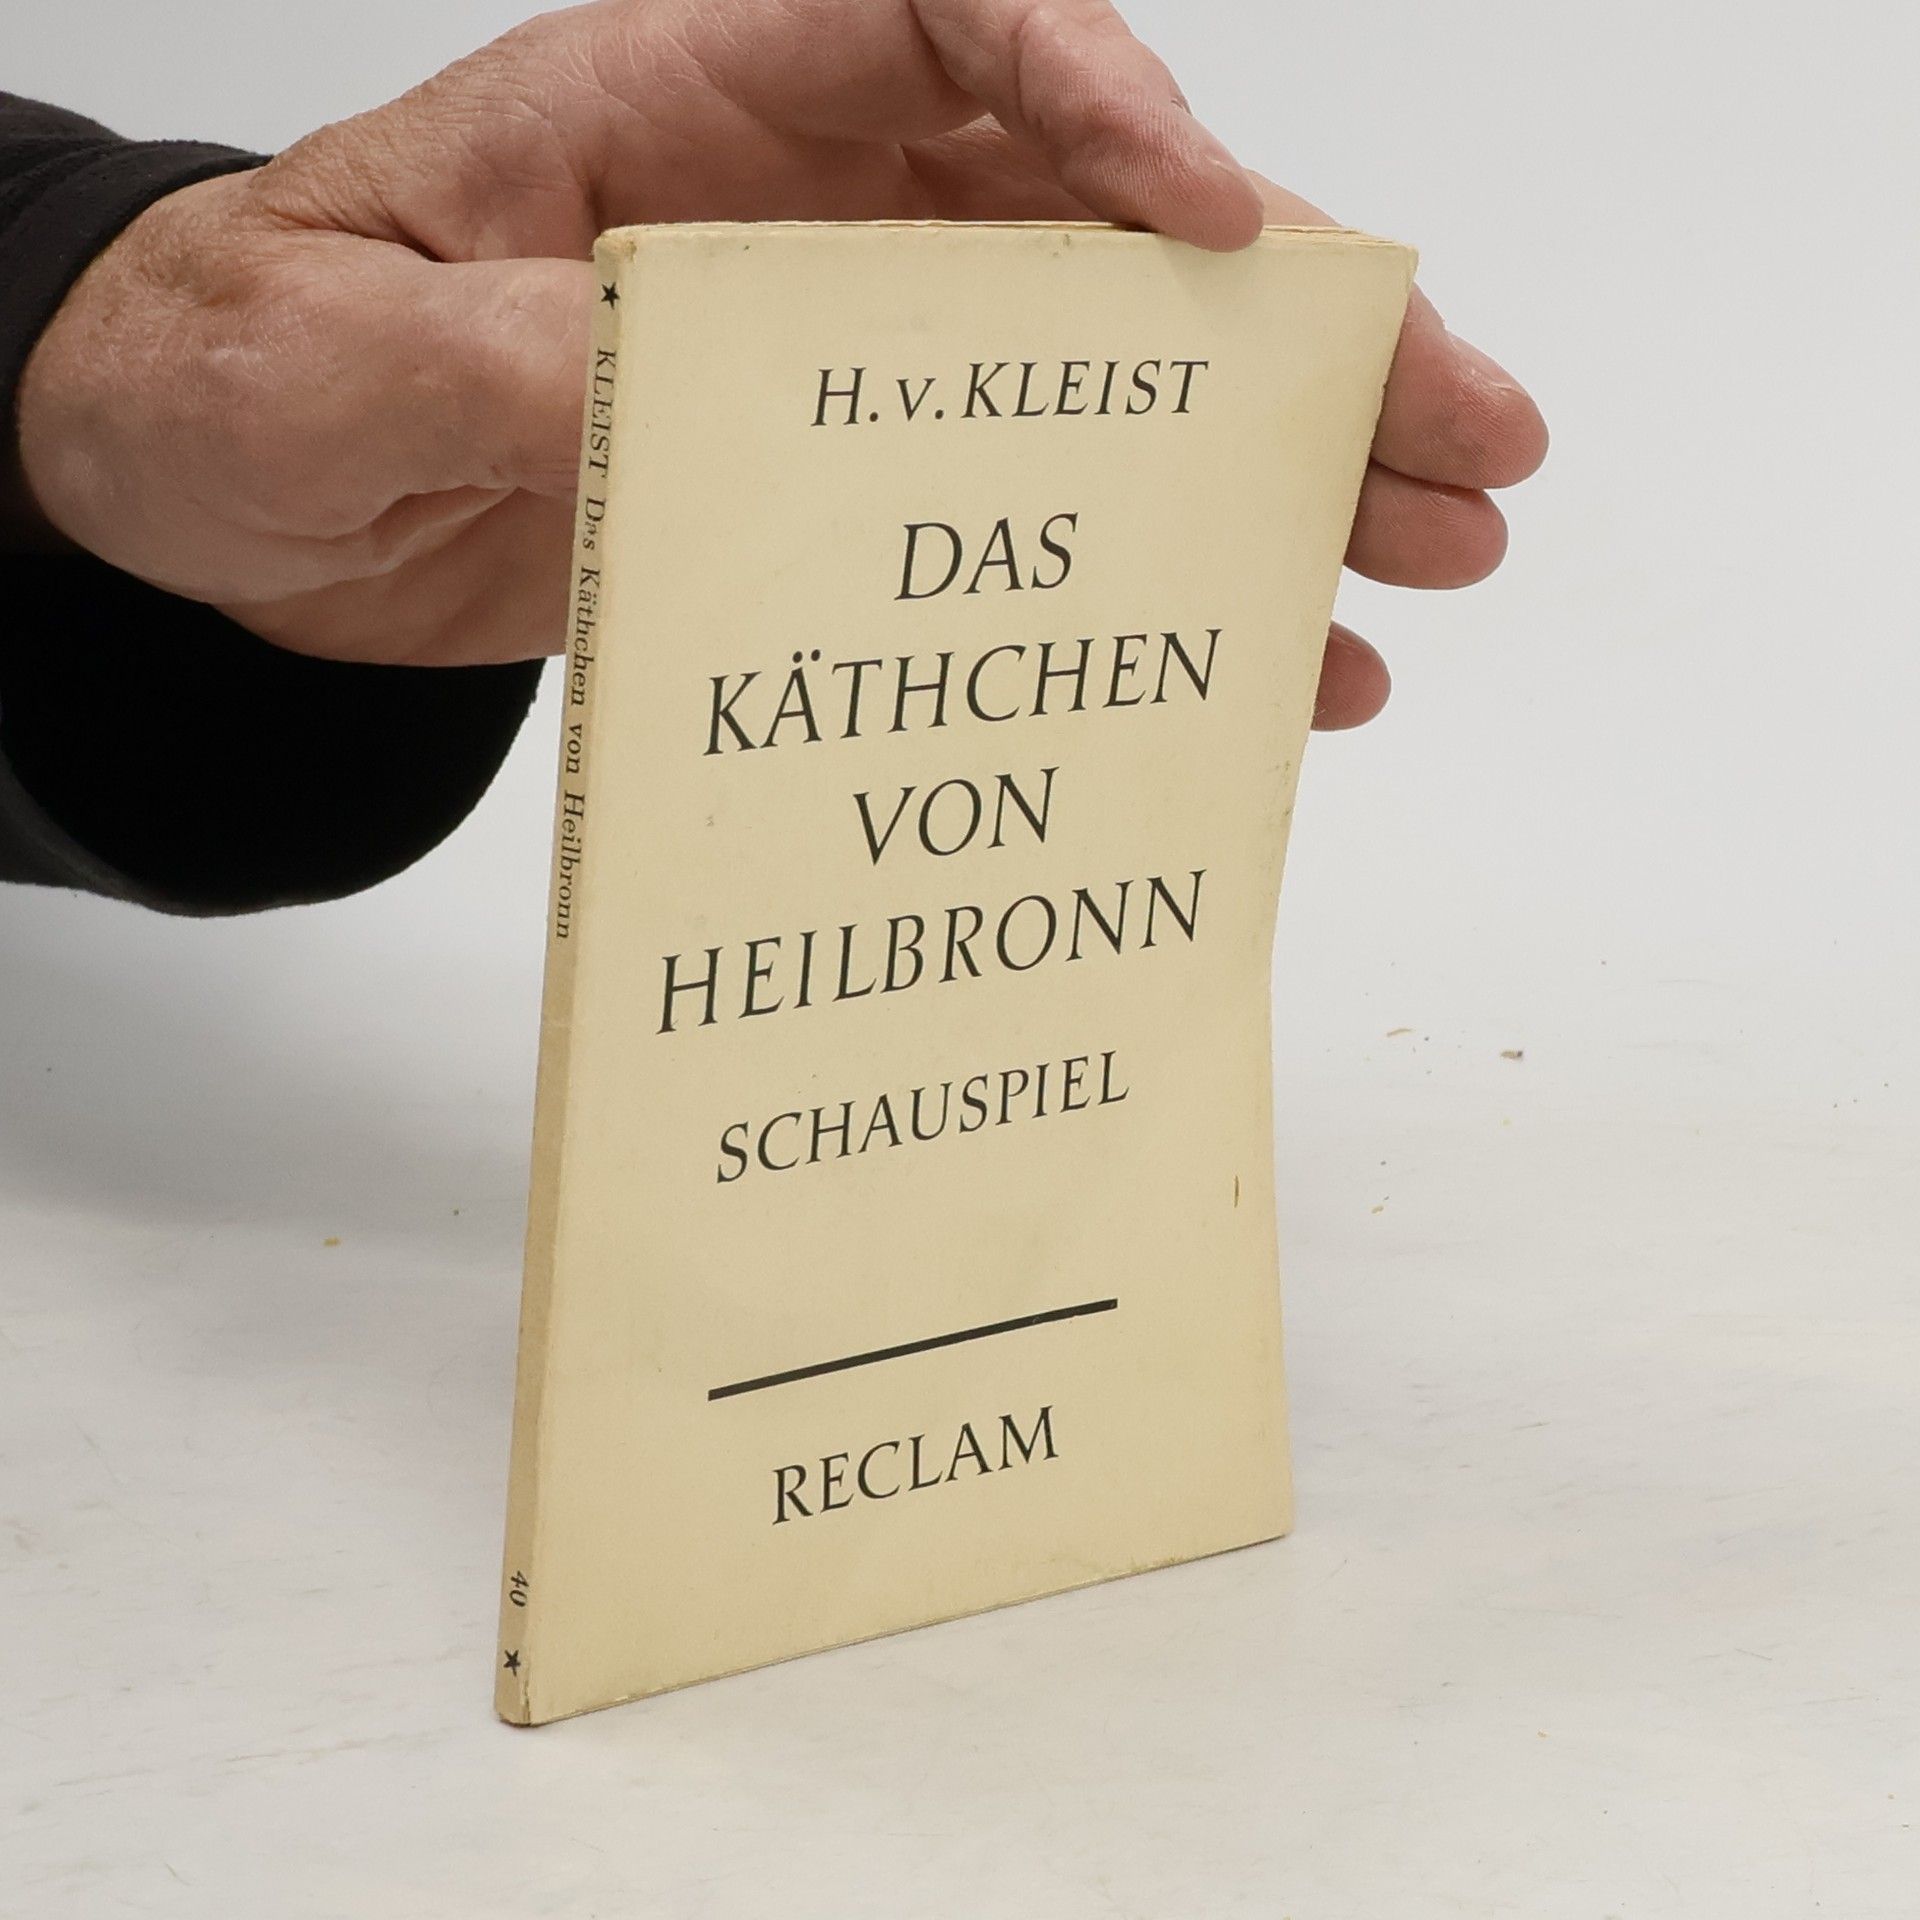 H. v. KLEIST
DAS
KÄTHCHEN
VON
HEILBRONN
SCHAUSPIEL
RECLAM
KLEIST Das Käthchen von Heilbronn
40